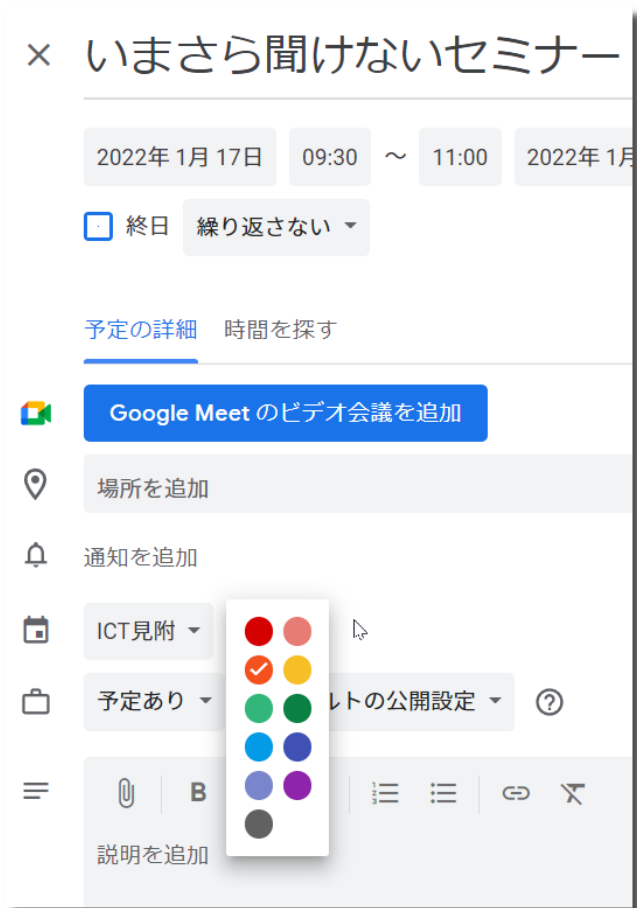 いまさら聞けないセミナー
2022年 1月 17日 09:30 ～ 11:00 2022年 1月
終日 繰り返さない
予定の詳細 時間を探す
Google Meet のビデオ会議を追加
場所を追加
通知を追加
ICT見附
予定あり ルトの公開設定
B
説明を追加